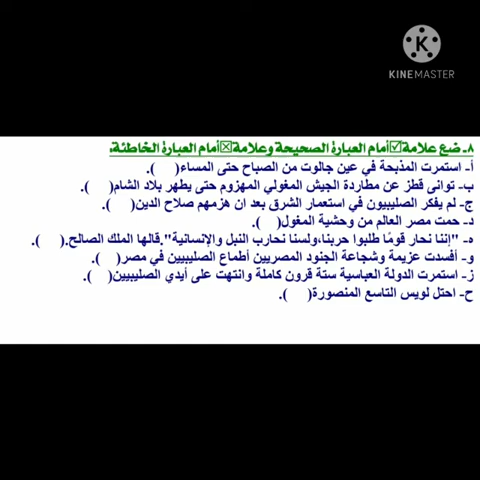 K
KINEMASTER
٨- ضع علامة☑أمام العبارة الصحيحة وعلامة☒أمام العبارة الخاطئة:
أ- استمرت المذبحة في عين جالوت من الصباح حتى المساء( ).
ب- توانى قطز عن مطاردة الجيش المغولي المهزوم حتى يطهر بلاد الشام( ).
ج- لم يفكر الصليبيون في استعمار الشرق بعد ان هزمهم صلاح الدين( ).
د- حمت مصر العالم من وحشية المغول( ).
ه- "إننا نحار قومًا طلبوا حربنا،ولسنا نحارب النبل والإنسانية".قالها الملك الصالح.( ).
و- أفسدت عزيمة وشجاعة الجنود المصريين أطماع الصليبيين في مصر( ).
ز- استمرت الدولة العباسية ستة قرون كاملة وانتهت على أيدي الصليبيين( ).
ح- احتل لويس التاسع المنصورة( ).